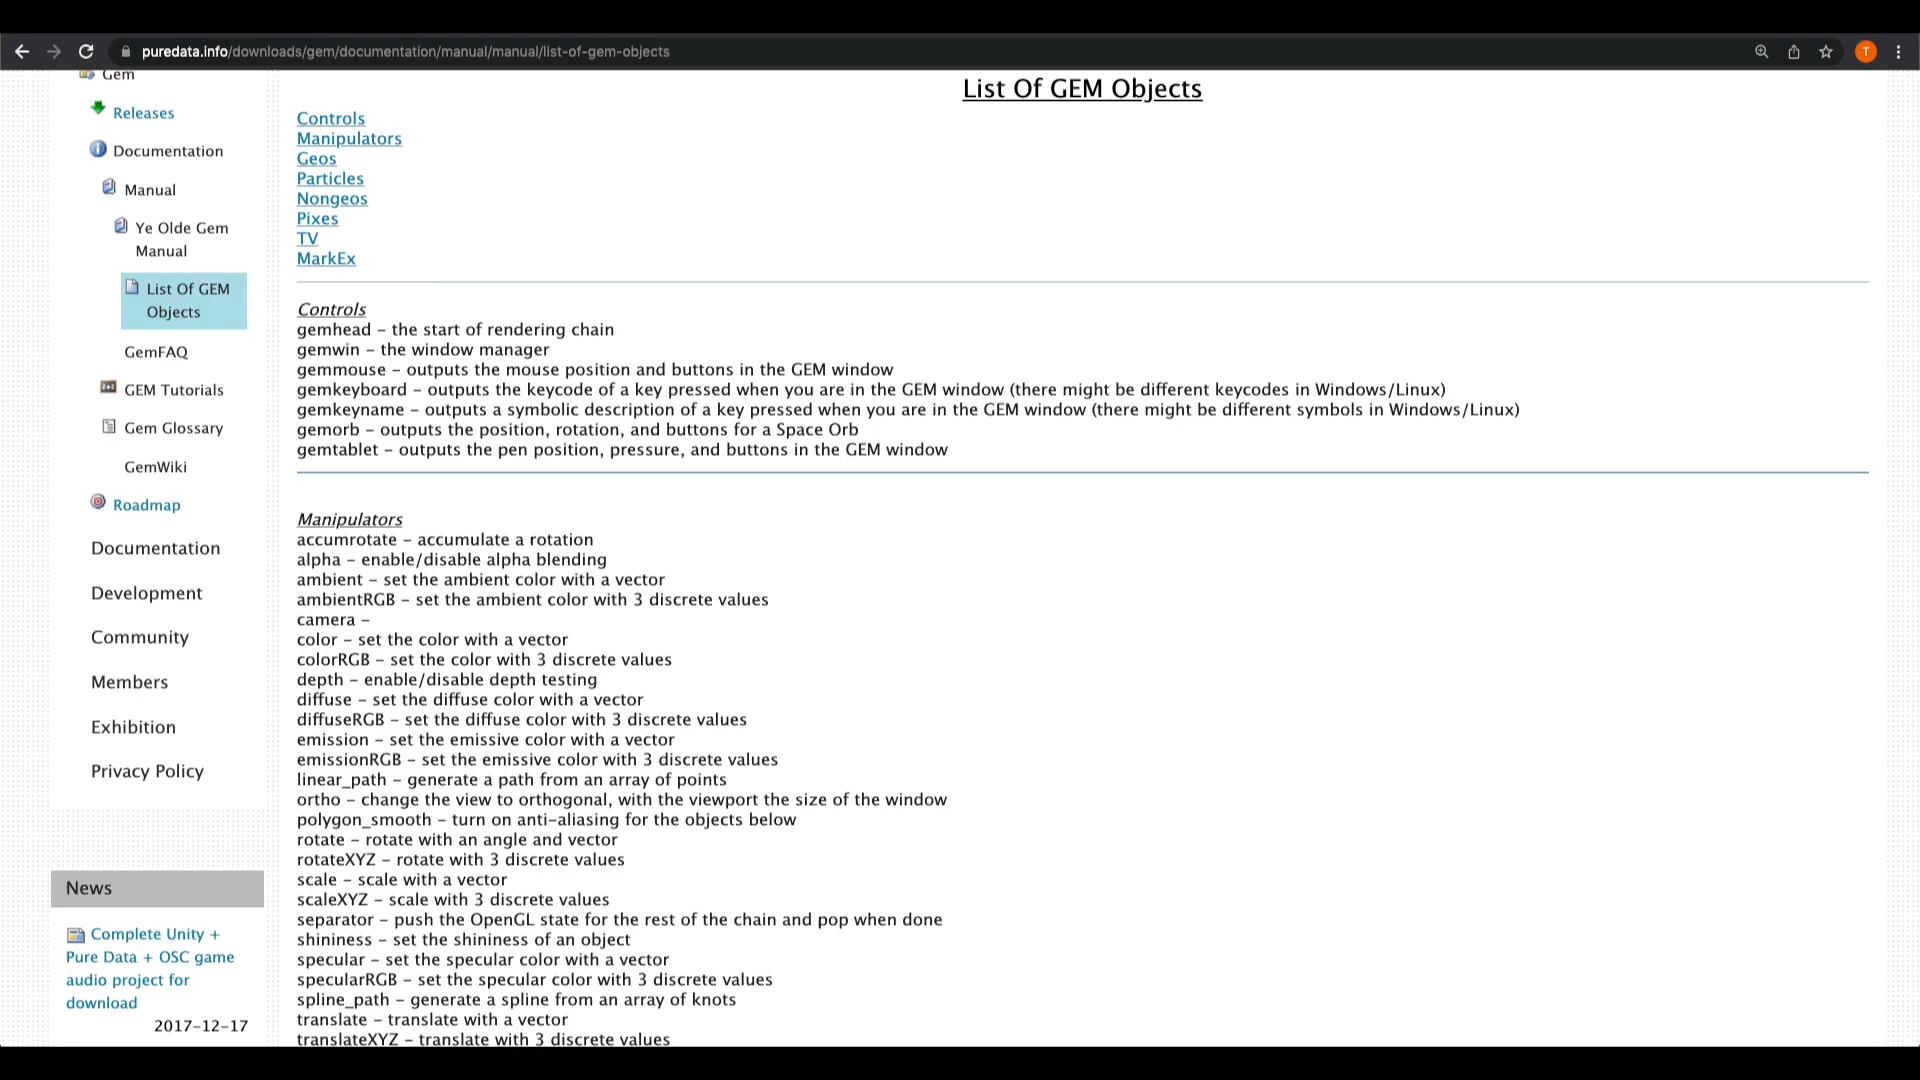 puredata.info/downloads/gem/documentation/manual/manual/list-of-gem-objects
T
Gem
Releases
Documentation
Manual
Ye Olde Gem
Manual
List Of GEM
Objects
GemFAQ
GEM Tutorials
Gem Glossary
GemWiki
Roadmap
Documentation
Development
Community
Members
Exhibition
Privacy Policy
News
Complete Unity +
Pure Data + OSC game
audio project for
download
2017-12-17
List Of GEM Objects
Controls
Manipulators
Geos
Particles
Nongeos
Pixes
TV
MarkEx
Controls
gemhead – the start of rendering chain
gemwin – the window manager
gemmouse – outputs the mouse position and buttons in the GEM window
gemkeyboard – outputs the keycode of a key pressed when you are in the GEM window (there might be different keycodes in Windows/Linux)
gemkeyname – outputs a symbolic description of a key pressed when you are in the GEM window (there might be different symbols in Windows/Linux)
gemorb – outputs the position, rotation, and buttons for a Space Orb
gemtablet – outputs the pen position, pressure, and buttons in the GEM window
Manipulators
accumrotate – accumulate a rotation
alpha – enable/disable alpha blending
ambient – set the ambient color with a vector
ambientRGB – set the ambient color with 3 discrete values
camera –
color – set the color with a vector
colorRGB – set the color with 3 discrete values
depth – enable/disable depth testing
diffuse – set the diffuse color with a vector
diffuseRGB – set the diffuse color with 3 discrete values
emission – set the emissive color with a vector
emissionRGB – set the emissive color with 3 discrete values
linear_path – generate a path from an array of points
ortho – change the view to orthogonal, with the viewport the size of the window
polygon_smooth – turn on anti-aliasing for the objects below
rotate – rotate with an angle and vector
rotateXYZ – rotate with 3 discrete values
scale – scale with a vector
scaleXYZ – scale with 3 discrete values
separator – push the OpenGL state for the rest of the chain and pop when done
shininess – set the shininess of an object
specular – set the specular color with a vector
specularRGB – set the specular color with 3 discrete values
spline_path – generate a spline from an array of knots
translate – translate with a vector
translateXYZ – translate with 3 discrete values